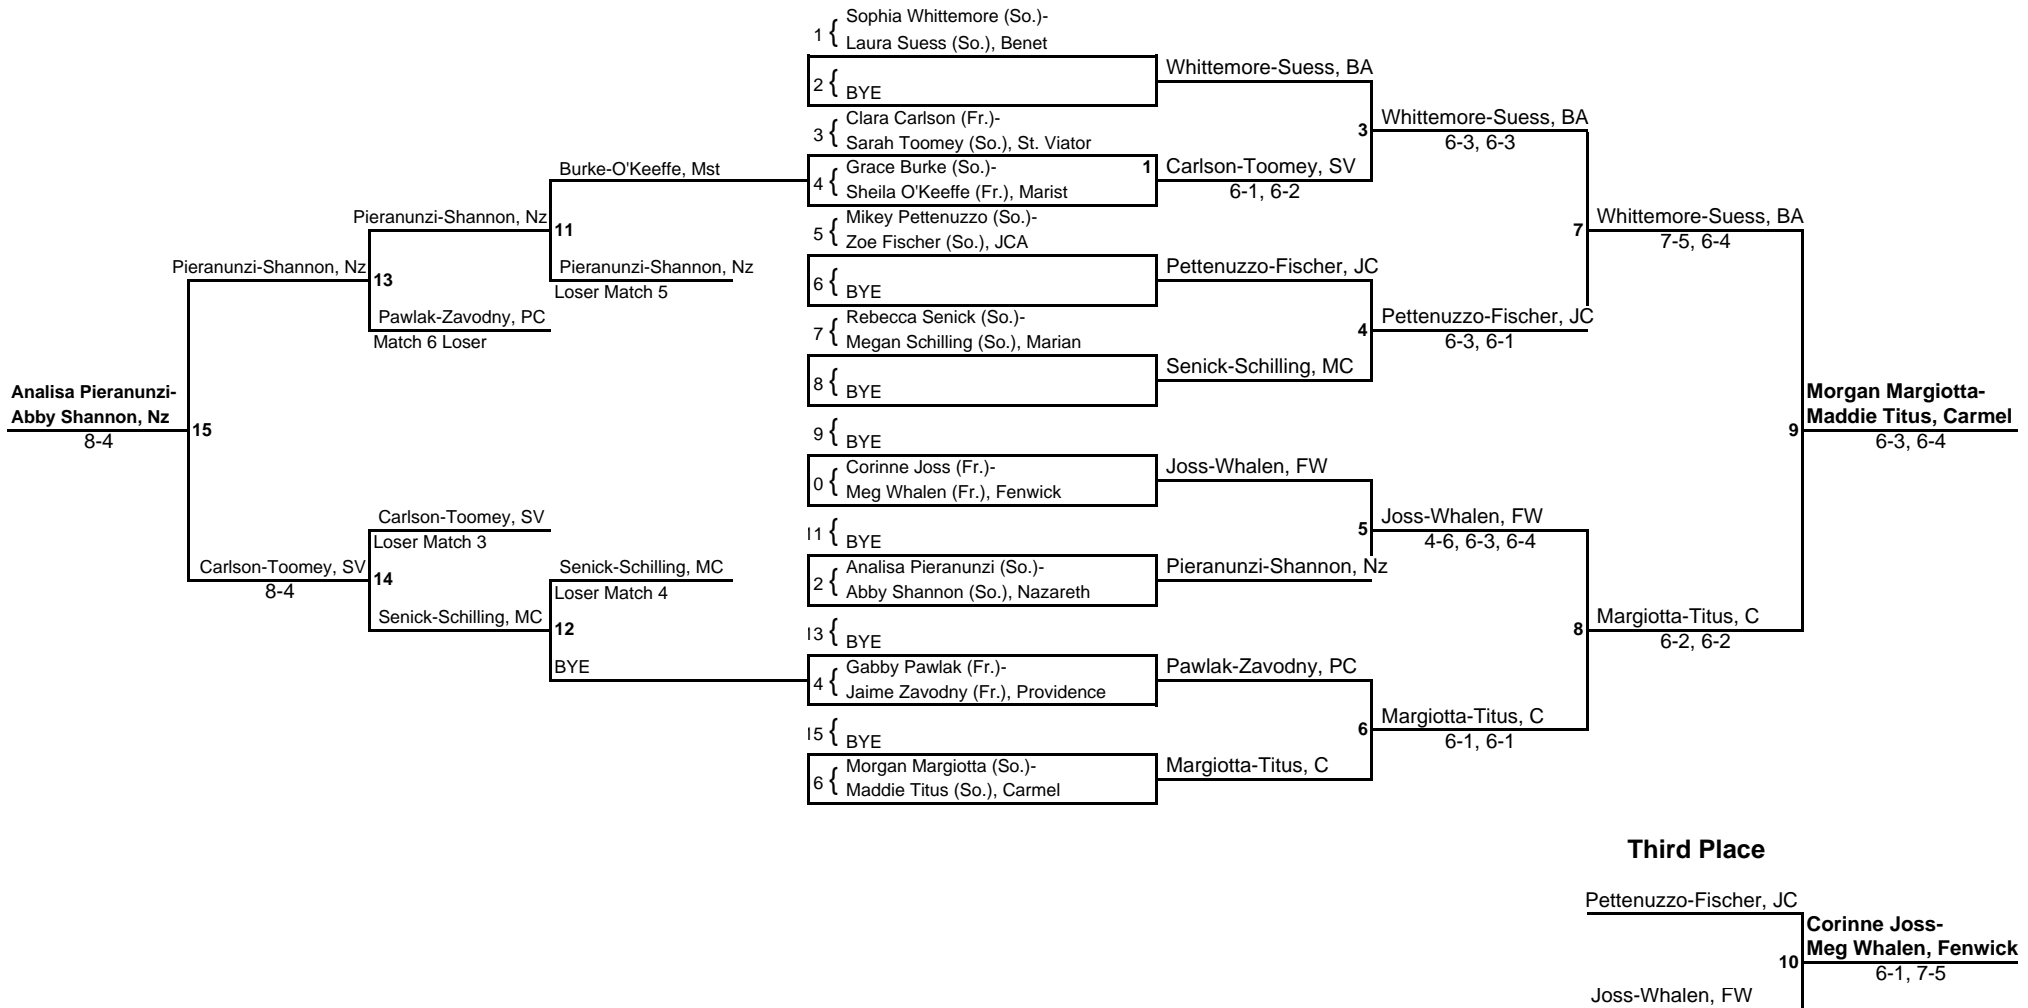 Sophia Whittemore (So.)-
1 {
Laura Suess (So.), Benet
Whittemore-Suess, BA
2 { BYE
Clara Carlson (Fr.)-
3 {
Sarah Toomey (So.), St. Viator
3
Whittemore-Suess, BA
6-3, 6-3
Burke-O'Keeffe, Mst
Grace Burke (So.)-
4 {
Sheila O'Keeffe (Fr.), Marist
1
Carlson-Toomey, SV
6-1, 6-2
Pieranunzi-Shannon, Nz
11
Mikey Pettenuzzo (So.)-
5 {
Zoe Fischer (So.), JCA
7
Whittemore-Suess, BA
7-5, 6-4
Pieranunzi-Shannon, Nz
13
Pieranunzi-Shannon, Nz
Loser Match 5
6 { BYE
Pettenuzzo-Fischer, JC
Pawlak-Zavodny, PC
Match 6 Loser
Rebecca Senick (So.)-
7 {
Megan Schilling (So.), Marian
4
Pettenuzzo-Fischer, JC
6-3, 6-1
8 { BYE
Senick-Schilling, MC
Analisa Pieranunzi-
Abby Shannon, Nz
8-4
15
9 { BYE
9
Morgan Margiotta-
Maddie Titus, Carmel
6-3, 6-4
Corinne Joss (Fr.)-
0 {
Meg Whalen (Fr.), Fenwick
Joss-Whalen, FW
Carlson-Toomey, SV
Loser Match 3
11 { BYE
5
Joss-Whalen, FW
4-6, 6-3, 6-4
Carlson-Toomey, SV
8-4
14
Senick-Schilling, MC
Loser Match 4
Analisa Pieranunzi (So.)-
2 {
Abby Shannon (So.), Nazareth
Pieranunzi-Shannon, Nz
Senick-Schilling, MC
12
13 { BYE
8
Margiotta-Titus, C
6-2, 6-2
BYE
Gabby Pawlak (Fr.)-
4 {
Jaime Zavodny (Fr.), Providence
Pawlak-Zavodny, PC
15 { BYE
6
Margiotta-Titus, C
6-1, 6-1
Morgan Margiotta (So.)-
6 {
Maddie Titus (So.), Carmel
Margiotta-Titus, C
Third Place
Pettenuzzo-Fischer, JC
Corinne Joss-
Meg Whalen, Fenwick
10
6-1, 7-5
Joss-Whalen, FW